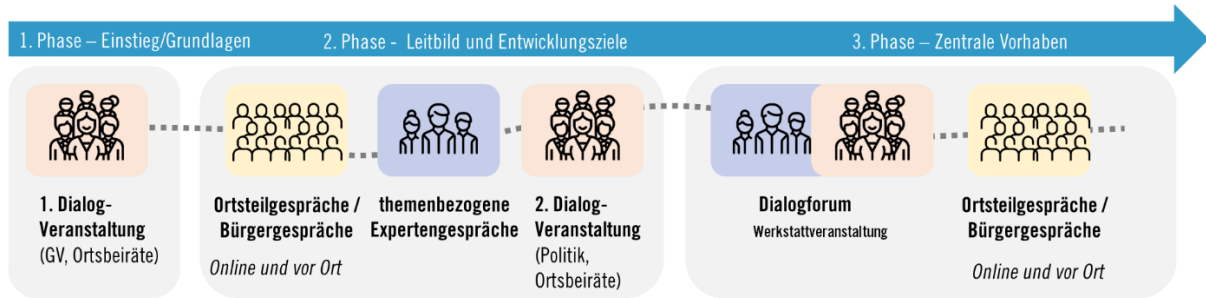 1. Phase – Einstieg/Grundlagen
2. Phase - Leitbild und Entwicklungsziele
3. Phase – Zentrale Vorhaben
1. Dialog-
Veranstaltung
(GV, Ortsbeiräte)
Ortsteilgespräche /
Bürgergespräche
Online und vor Ort
themenbezogene
Expertengespräche
2. Dialog-
Veranstaltung
(Politik,
Ortsbeiräte)
Dialogforum
Werkstattveranstaltung
Ortsteilgespräche /
Bürgergespräche
Online und vor Ort